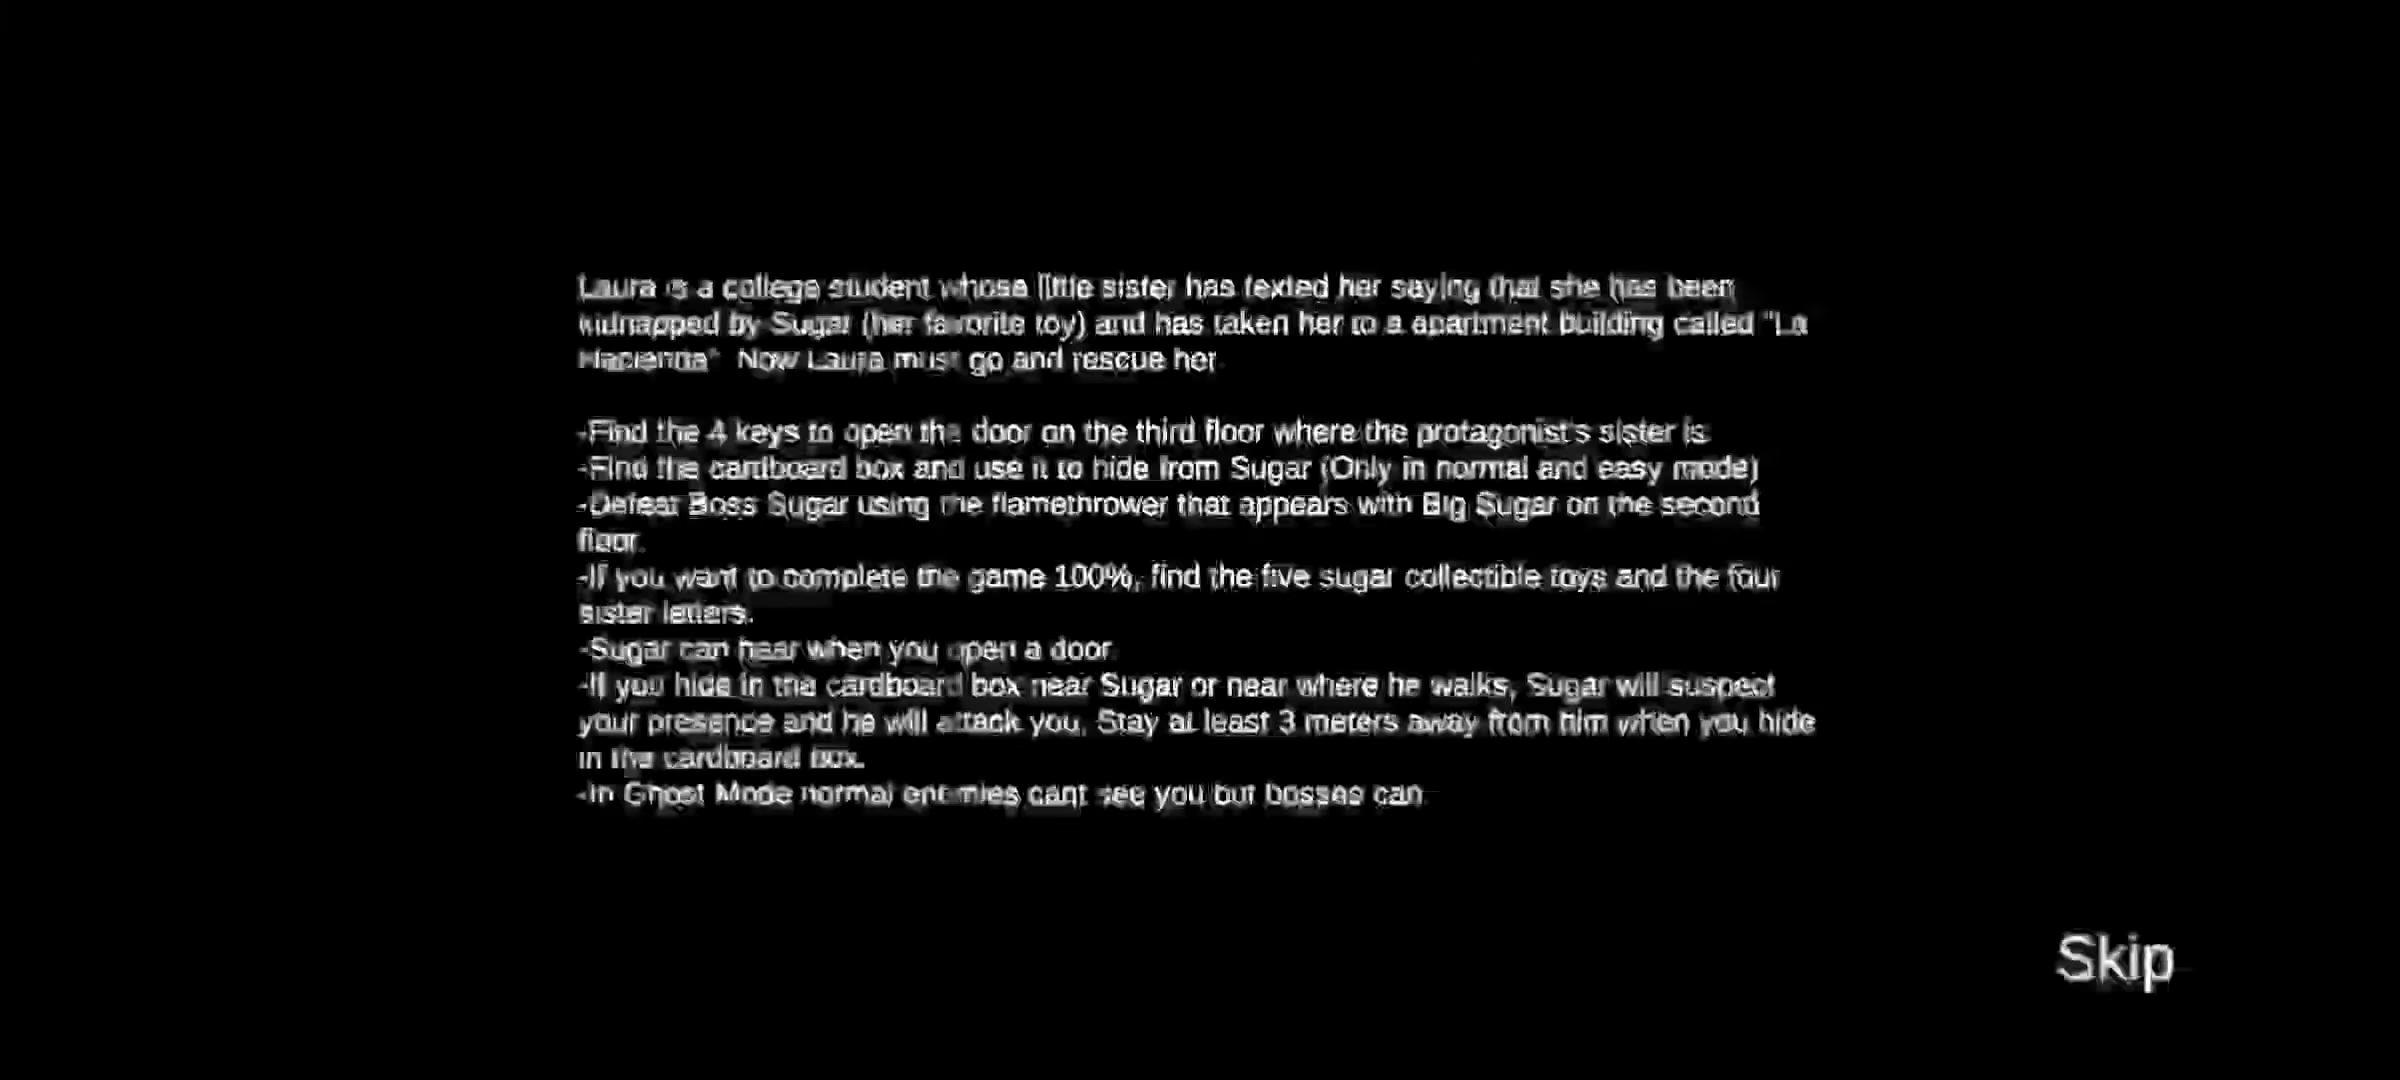 Laura is a college student whose little sister has texted her saying that she has been
kidnapped by Sugar (her favorite toy) and has taken her to a apartment building called "La
Hacienda" Now Laura must go and rescue her
-Find the 4 keys to open the door on the third floor where the protagonist's sister is
-Find the cardboard box and use it to hide from Sugar (Only in normal and easy mode)
-Defeat Boss Sugar using the flamethrower that appears with Big Sugar on the second
floor.
-If you want to complete the game 100%, find the five sugar collectible toys and the four
sister letters.
-Sugar can hear when you open a door
-If you hide in the cardboard box near Sugar or near where he walks, Sugar will suspect
your presence and he will attack you, Stay at least 3 meters away from him when you hide
in the cardboard box.
-In Ghost Mode normal enemies cant see you but bosses can
Skip